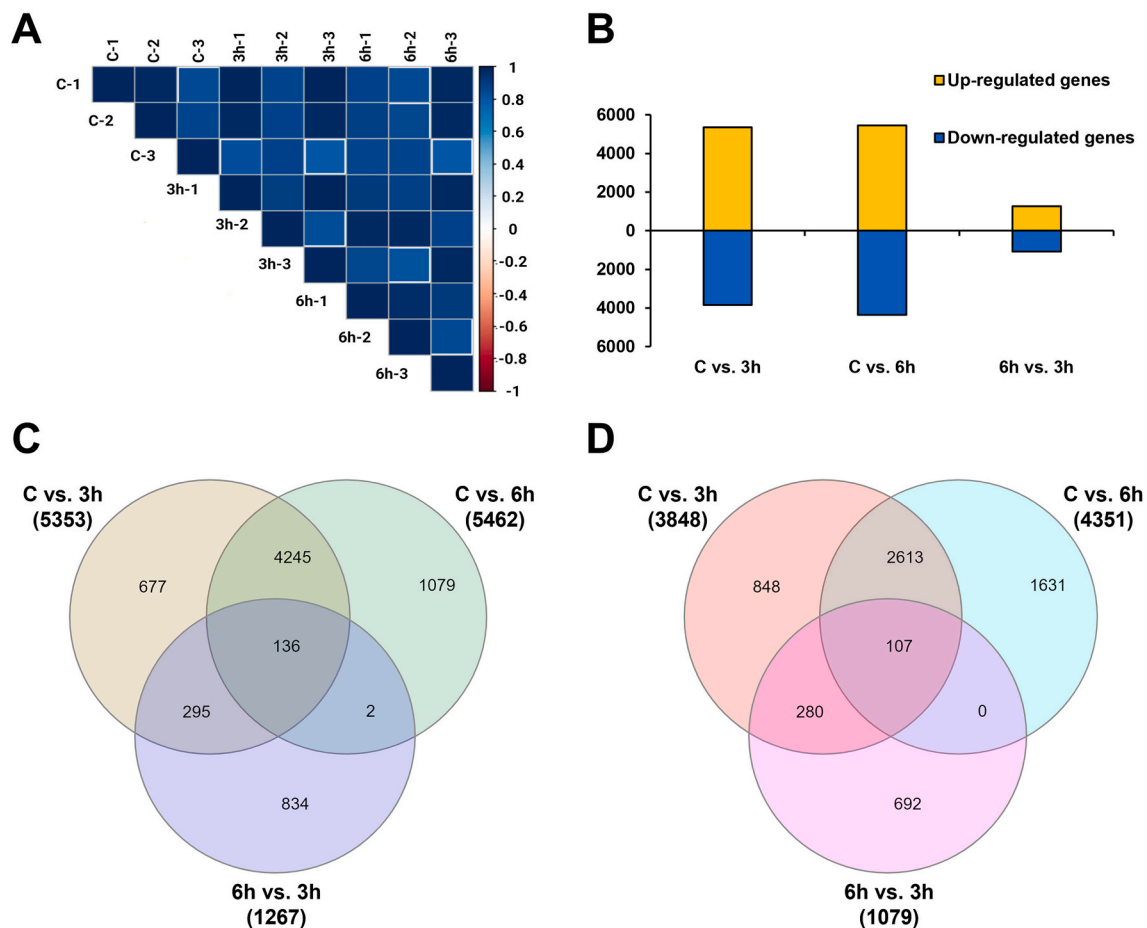 A
C-1
C-2
C-3
3h-1
3h-2
3h-3
6h-1
6h-2
6h-3
C-1
C-2
C-3
3h-1
3h-2
3h-3
6h-1
6h-2
6h-3
1
0.8
0.6
0.4
0.2
0
-0.2
-0.4
-0.6
-0.8
-1
B
Up-regulated genes
Down-regulated genes
6000
4000
2000
0
2000
4000
6000
C vs. 3h
C vs. 6h
6h vs. 3h
C
C vs. 3h
(5353)
C vs. 6h
(5462)
4245
677
1079
136
295
2
834
6h vs. 3h
(1267)
D
C vs. 3h
(3848)
C vs. 6h
(4351)
2613
848
1631
107
280
0
692
6h vs. 3h
(1079)